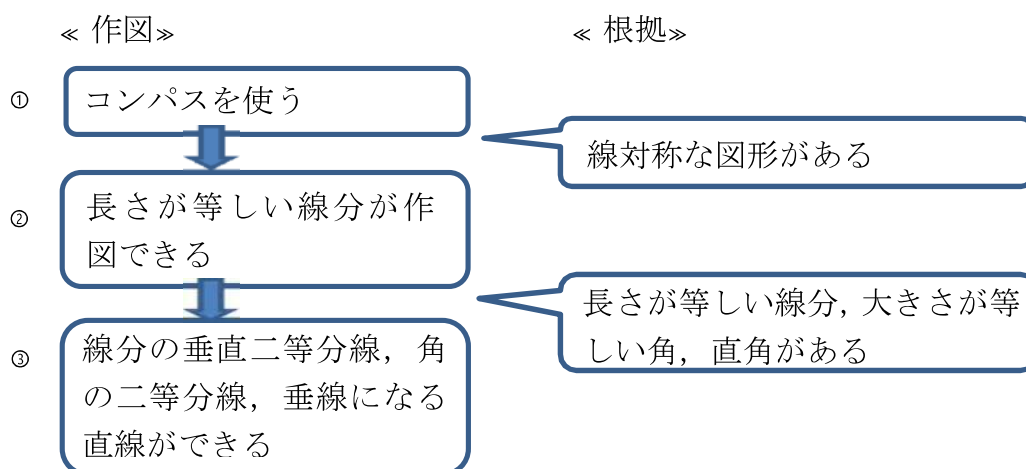 ≪ 作図≫
≪ 根拠≫
① コンパスを使う
線対称な図形がある
② 長さが等しい線分が作
図できる
長さが等しい線分,大きさが等
しい角，直角がある
③ 線分の垂直二等分線，角
の二等分線，垂線になる
直線ができる